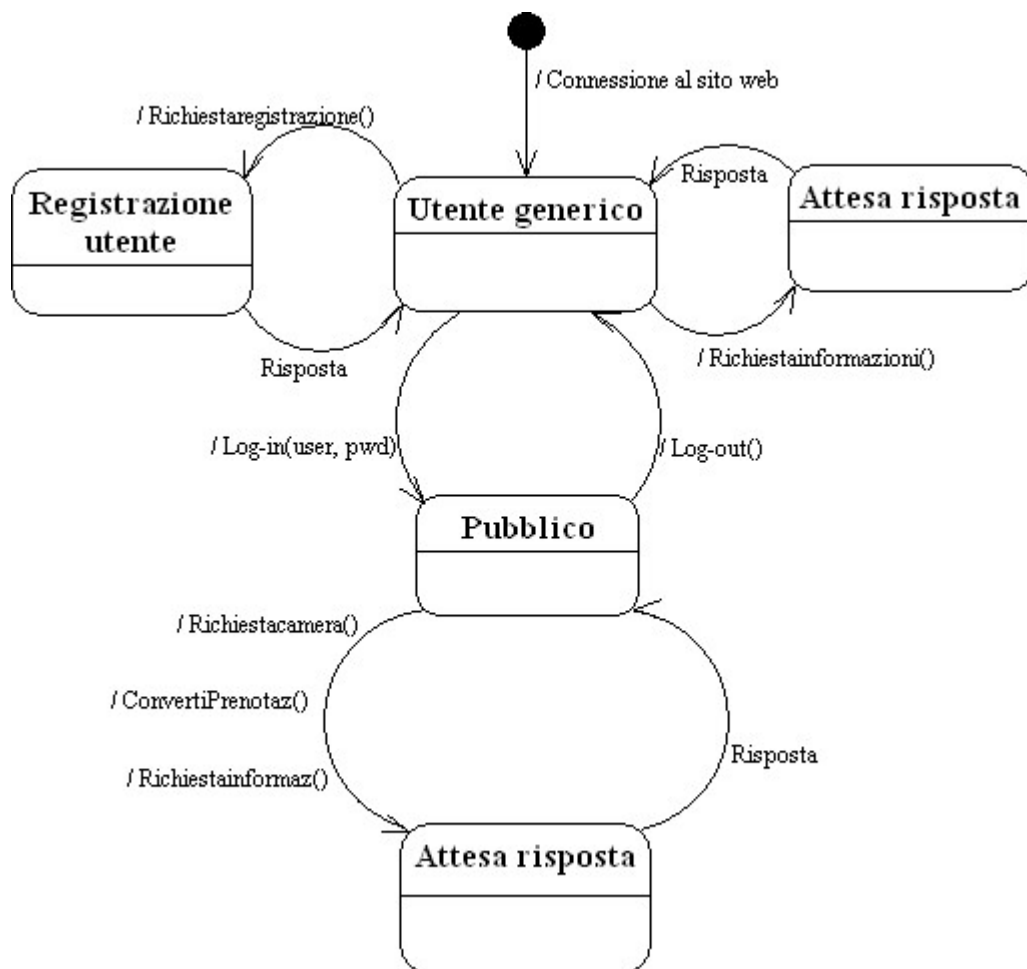 / Connessione al sito web
/ Richiestaregistrazione()
Registrazione
utente
Utente generico
Risposta
Attesa risposta
Risposta
/ Richiestainformazioni()
/ Log-in(user, pwd)
/ Log-out()
Pubblico
/ Richiestacamera()
/ ConvertiPrenotaz()
/ Richiestainformaz()
Risposta
Attesa risposta